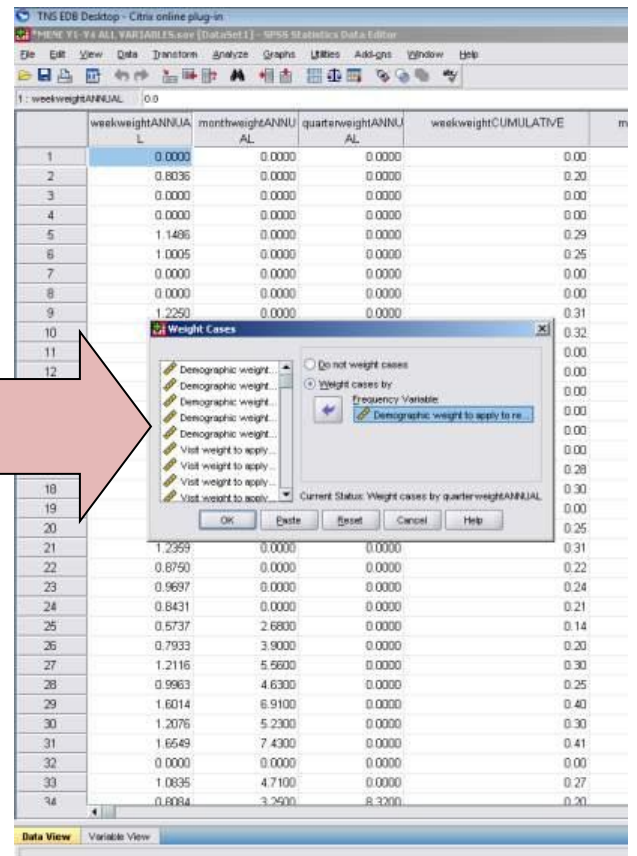 TNS EDB Desktop - Citrix online plug-in
*MENE Y1-Y4 ALL VARIABLES.sav [DataSet1] - SPSS Statistics Data Editor
File Edit View Data Transform Analyze Graphs Utilities Add-ons Window Help
1 : weekweightANNUAL 0.0
weekweightANNUAL monthweightANNUAL quarterweightANNUAL weekweightCUMULATIVE m
1 0.0000 0.0000 0.0000 0.00
2 0.8036 0.0000 0.0000 0.20
3 0.0000 0.0000 0.0000 0.00
4 0.0000 0.0000 0.0000 0.00
5 1.1486 0.0000 0.0000 0.29
6 1.0005 0.0000 0.0000 0.25
7 0.0000 0.0000 0.0000 0.00
8 0.0000 0.0000 0.0000 0.00
9 1.2250 0.0000 0.0000 0.31
10 0.32
11 0.00
12 0.00
0.00
0.00
0.00
0.00
0.28
18 0.30
19 0.00
20 0.25
Weight Cases
Demographic weight...
Demographic weight...
Demographic weight...
Demographic weight...
Demographic weight...
Visit weight to apply...
Visit weight to apply...
Visit weight to apply...
Visit weight to apply...
Do not weight cases
Weight cases by
Frequency Variable:
Demographic weight to apply to re...
Current Status: Weight cases by quarterweightANNUAL
OK Paste Reset Cancel Help
21 1.2359 0.0000 0.0000 0.31
22 0.8750 0.0000 0.0000 0.22
23 0.9697 0.0000 0.0000 0.24
24 0.8431 0.0000 0.0000 0.21
25 0.5737 2.6800 0.0000 0.14
26 0.7933 3.9000 0.0000 0.20
27 1.2116 5.5600 0.0000 0.30
28 0.9963 4.6300 0.0000 0.25
29 1.6014 6.9100 0.0000 0.40
30 1.2076 5.2300 0.0000 0.30
31 1.6549 7.4300 0.0000 0.41
32 0.0000 0.0000 0.0000 0.00
33 1.0835 4.7100 0.0000 0.27
34 0.8084 3.2500 8.3200 0.20
Data View Variable View